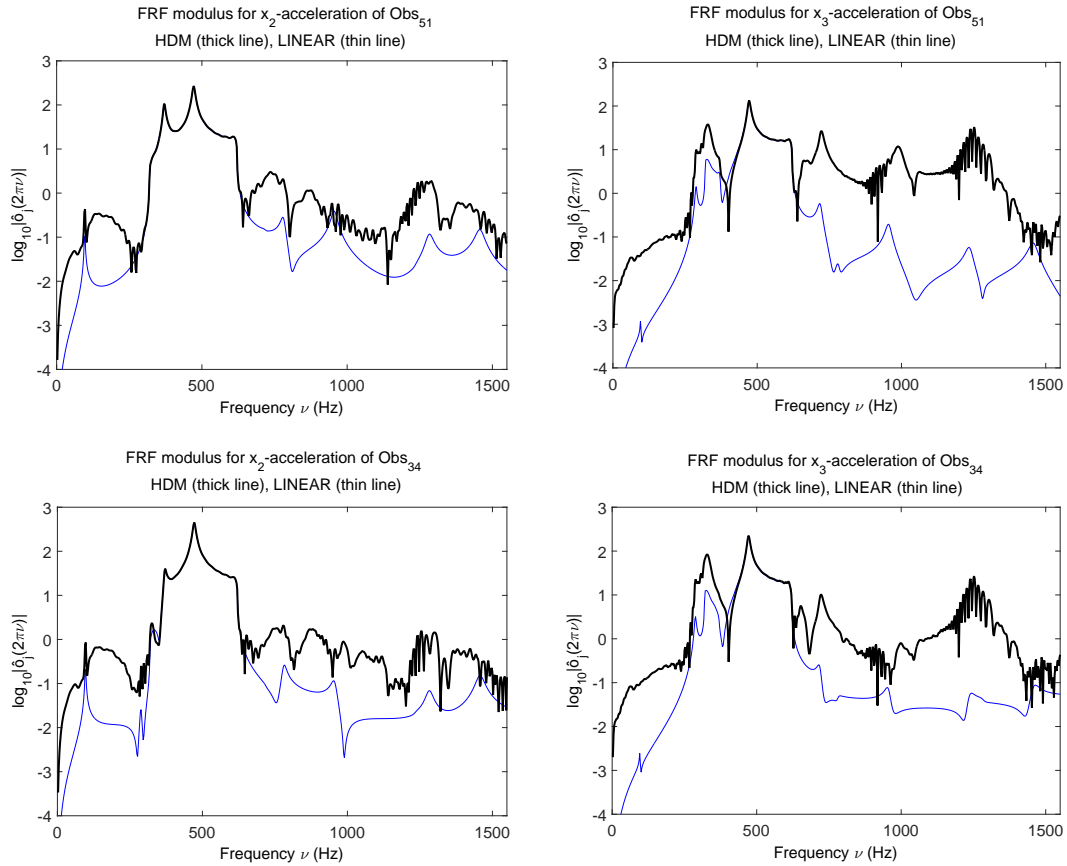 FRF modulus for x₂-acceleration of Obs₅₁
HDM (thick line), LINEAR (thin line)
3
2
1
0
-1
-2
-3
-4
log₁₀|ô_j(2πν)|
0 500 1000 1500
Frequency ν (Hz)
FRF modulus for x₃-acceleration of Obs₅₁
HDM (thick line), LINEAR (thin line)
3
2
1
0
-1
-2
-3
-4
log₁₀|ô_j(2πν)|
0 500 1000 1500
Frequency ν (Hz)
FRF modulus for x₂-acceleration of Obs₃₄
HDM (thick line), LINEAR (thin line)
3
2
1
0
-1
-2
-3
-4
log₁₀|ô_j(2πν)|
0 500 1000 1500
Frequency ν (Hz)
FRF modulus for x₃-acceleration of Obs₃₄
HDM (thick line), LINEAR (thin line)
3
2
1
0
-1
-2
-3
-4
log₁₀|ô_j(2πν)|
0 500 1000 1500
Frequency ν (Hz)